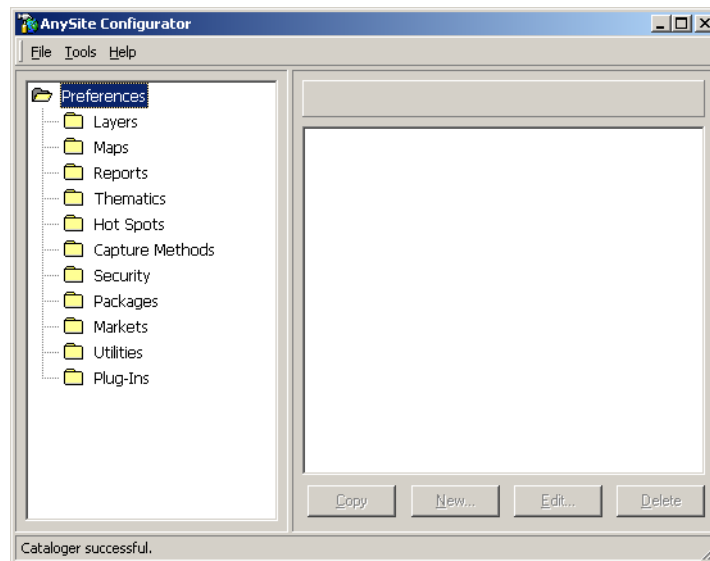 AnySite Configurator
File Tools Help
Preferences
Layers
Maps
Reports
Thematics
Hot Spots
Capture Methods
Security
Packages
Markets
Utilities
Plug-Ins
Copy New... Edit... Delete
Cataloger successful.